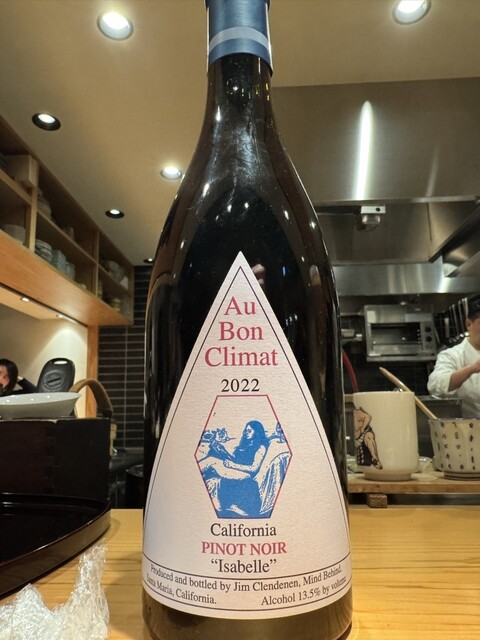 Au
Bon
Climat
2022
California
PINOT NOIR
"Isabelle"
Produced and bottled by Jim Clendenen, Mind Behind,
Santa Maria, California. Alcohol 13.5% by volume